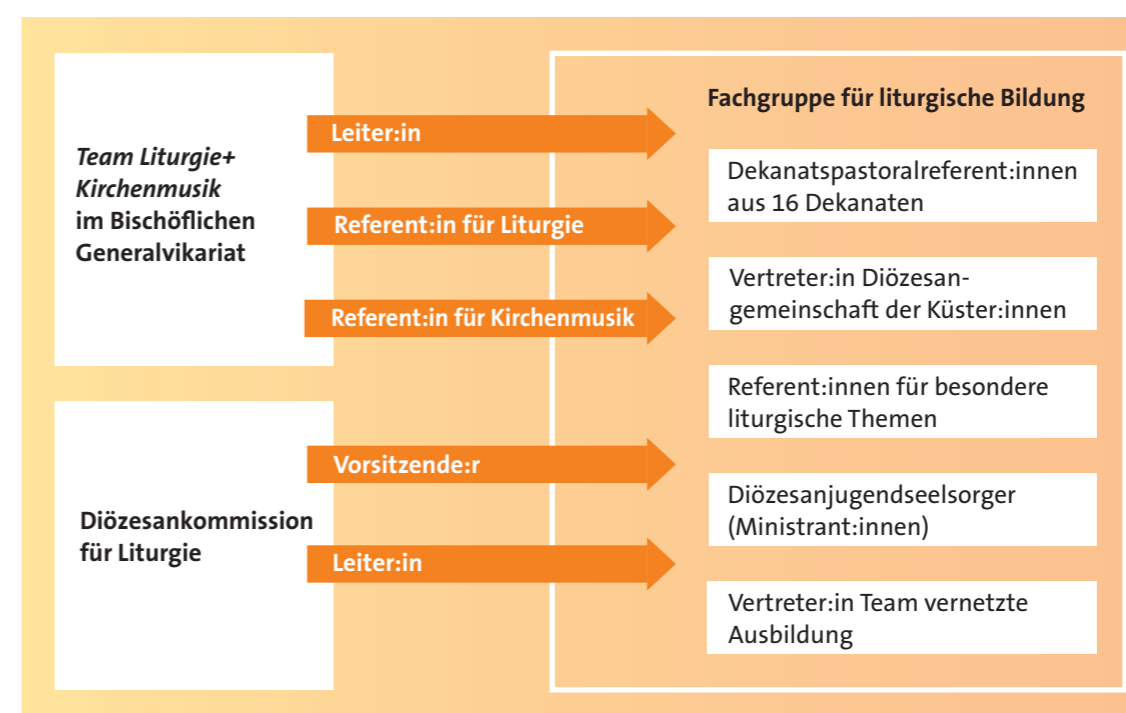 Team Liturgie+
Kirchenmusik
im Bischöflichen
Generalvikariat
Leiter:in
Referent:in für Liturgie
Referent:in für Kirchenmusik
Diözesankommission
für Liturgie
Vorsitzende:r
Leiter:in
Fachgruppe für liturgische Bildung
Dekanatspastoralreferent:innen
aus 16 Dekanaten
Vertreter:in Diözesan-
gemeinschaft der Küster:innen
Referent:innen für besondere
liturgische Themen
Diözesanjugendseelsorger
(Ministrant:innen)
Vertreter:in Team vernetzte
Ausbildung